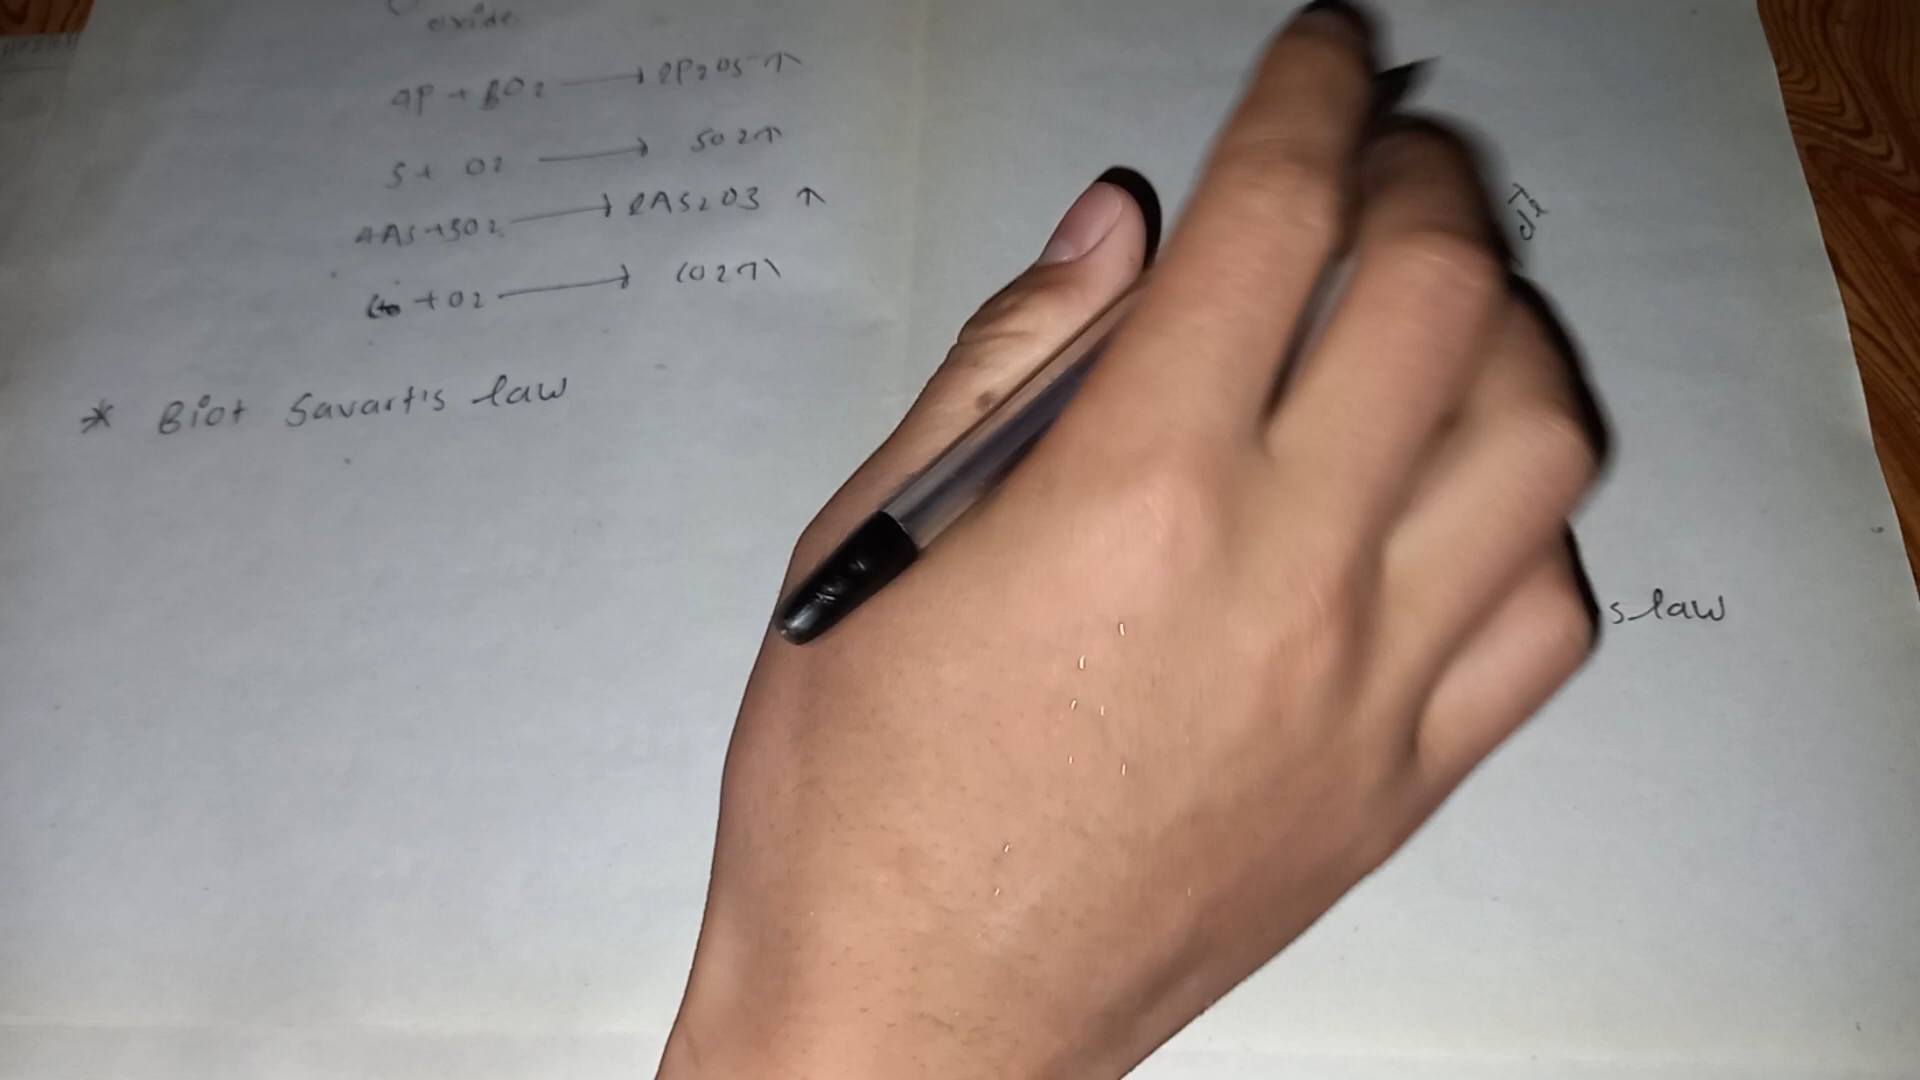 oxide
4P + 5O2 → 2P2O5 ↑
S + O2 → SO2 ↑
4As + 3O2 → 2As2O3 ↑
+ O2 → CO2 ↑
* Biot Savart's law
s law